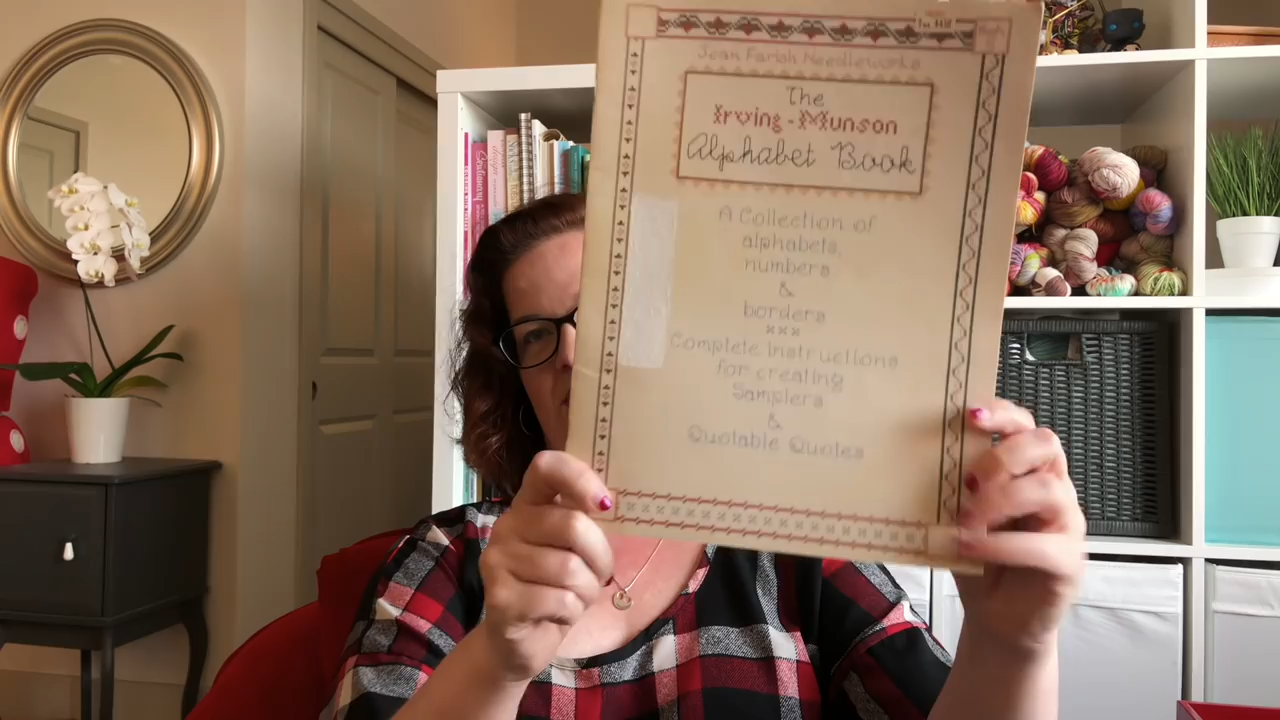 Jean Farish Needleworks
The
Irving-Munson
Alphabet Book
A Collection of
alphabets,
numbers
&
borders
xxx
Complete Instructions
for creating
Samplers
&
Quotable Quotes